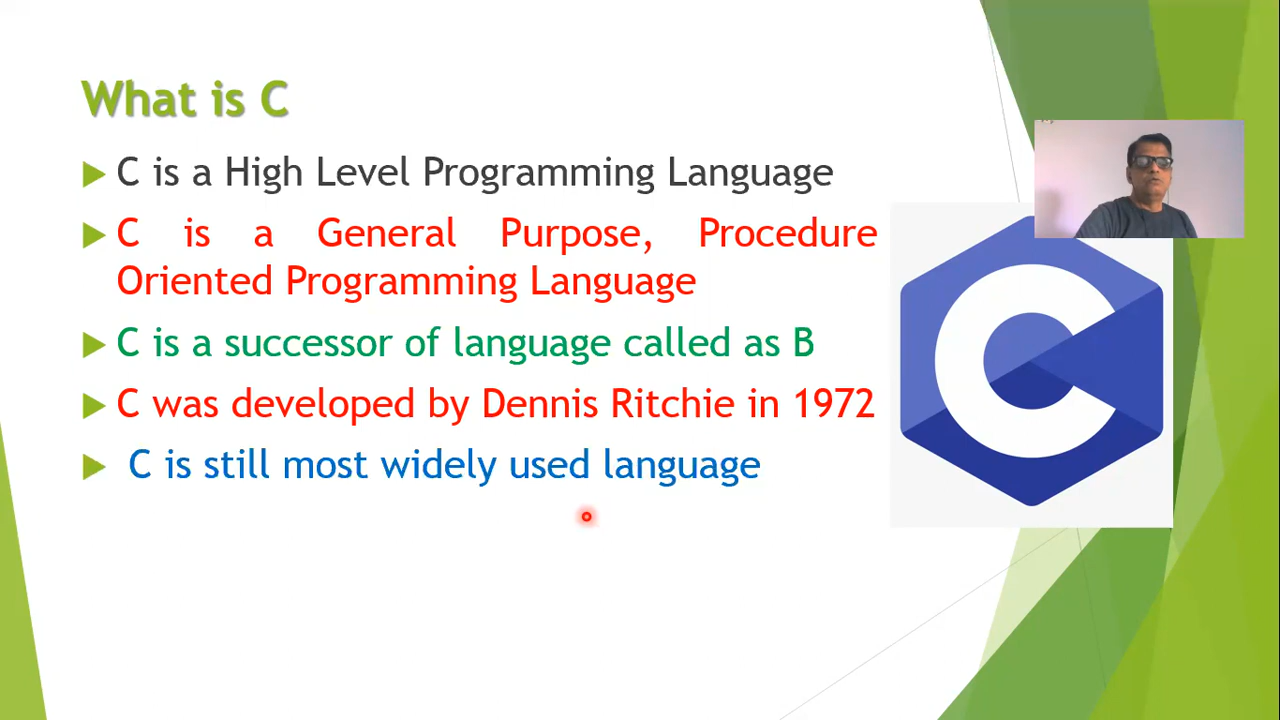 What is C
C is a High Level Programming Language
C is a General Purpose, Procedure
Oriented Programming Language
C is a successor of language called as B
C was developed by Dennis Ritchie in 1972
C is still most widely used language
C